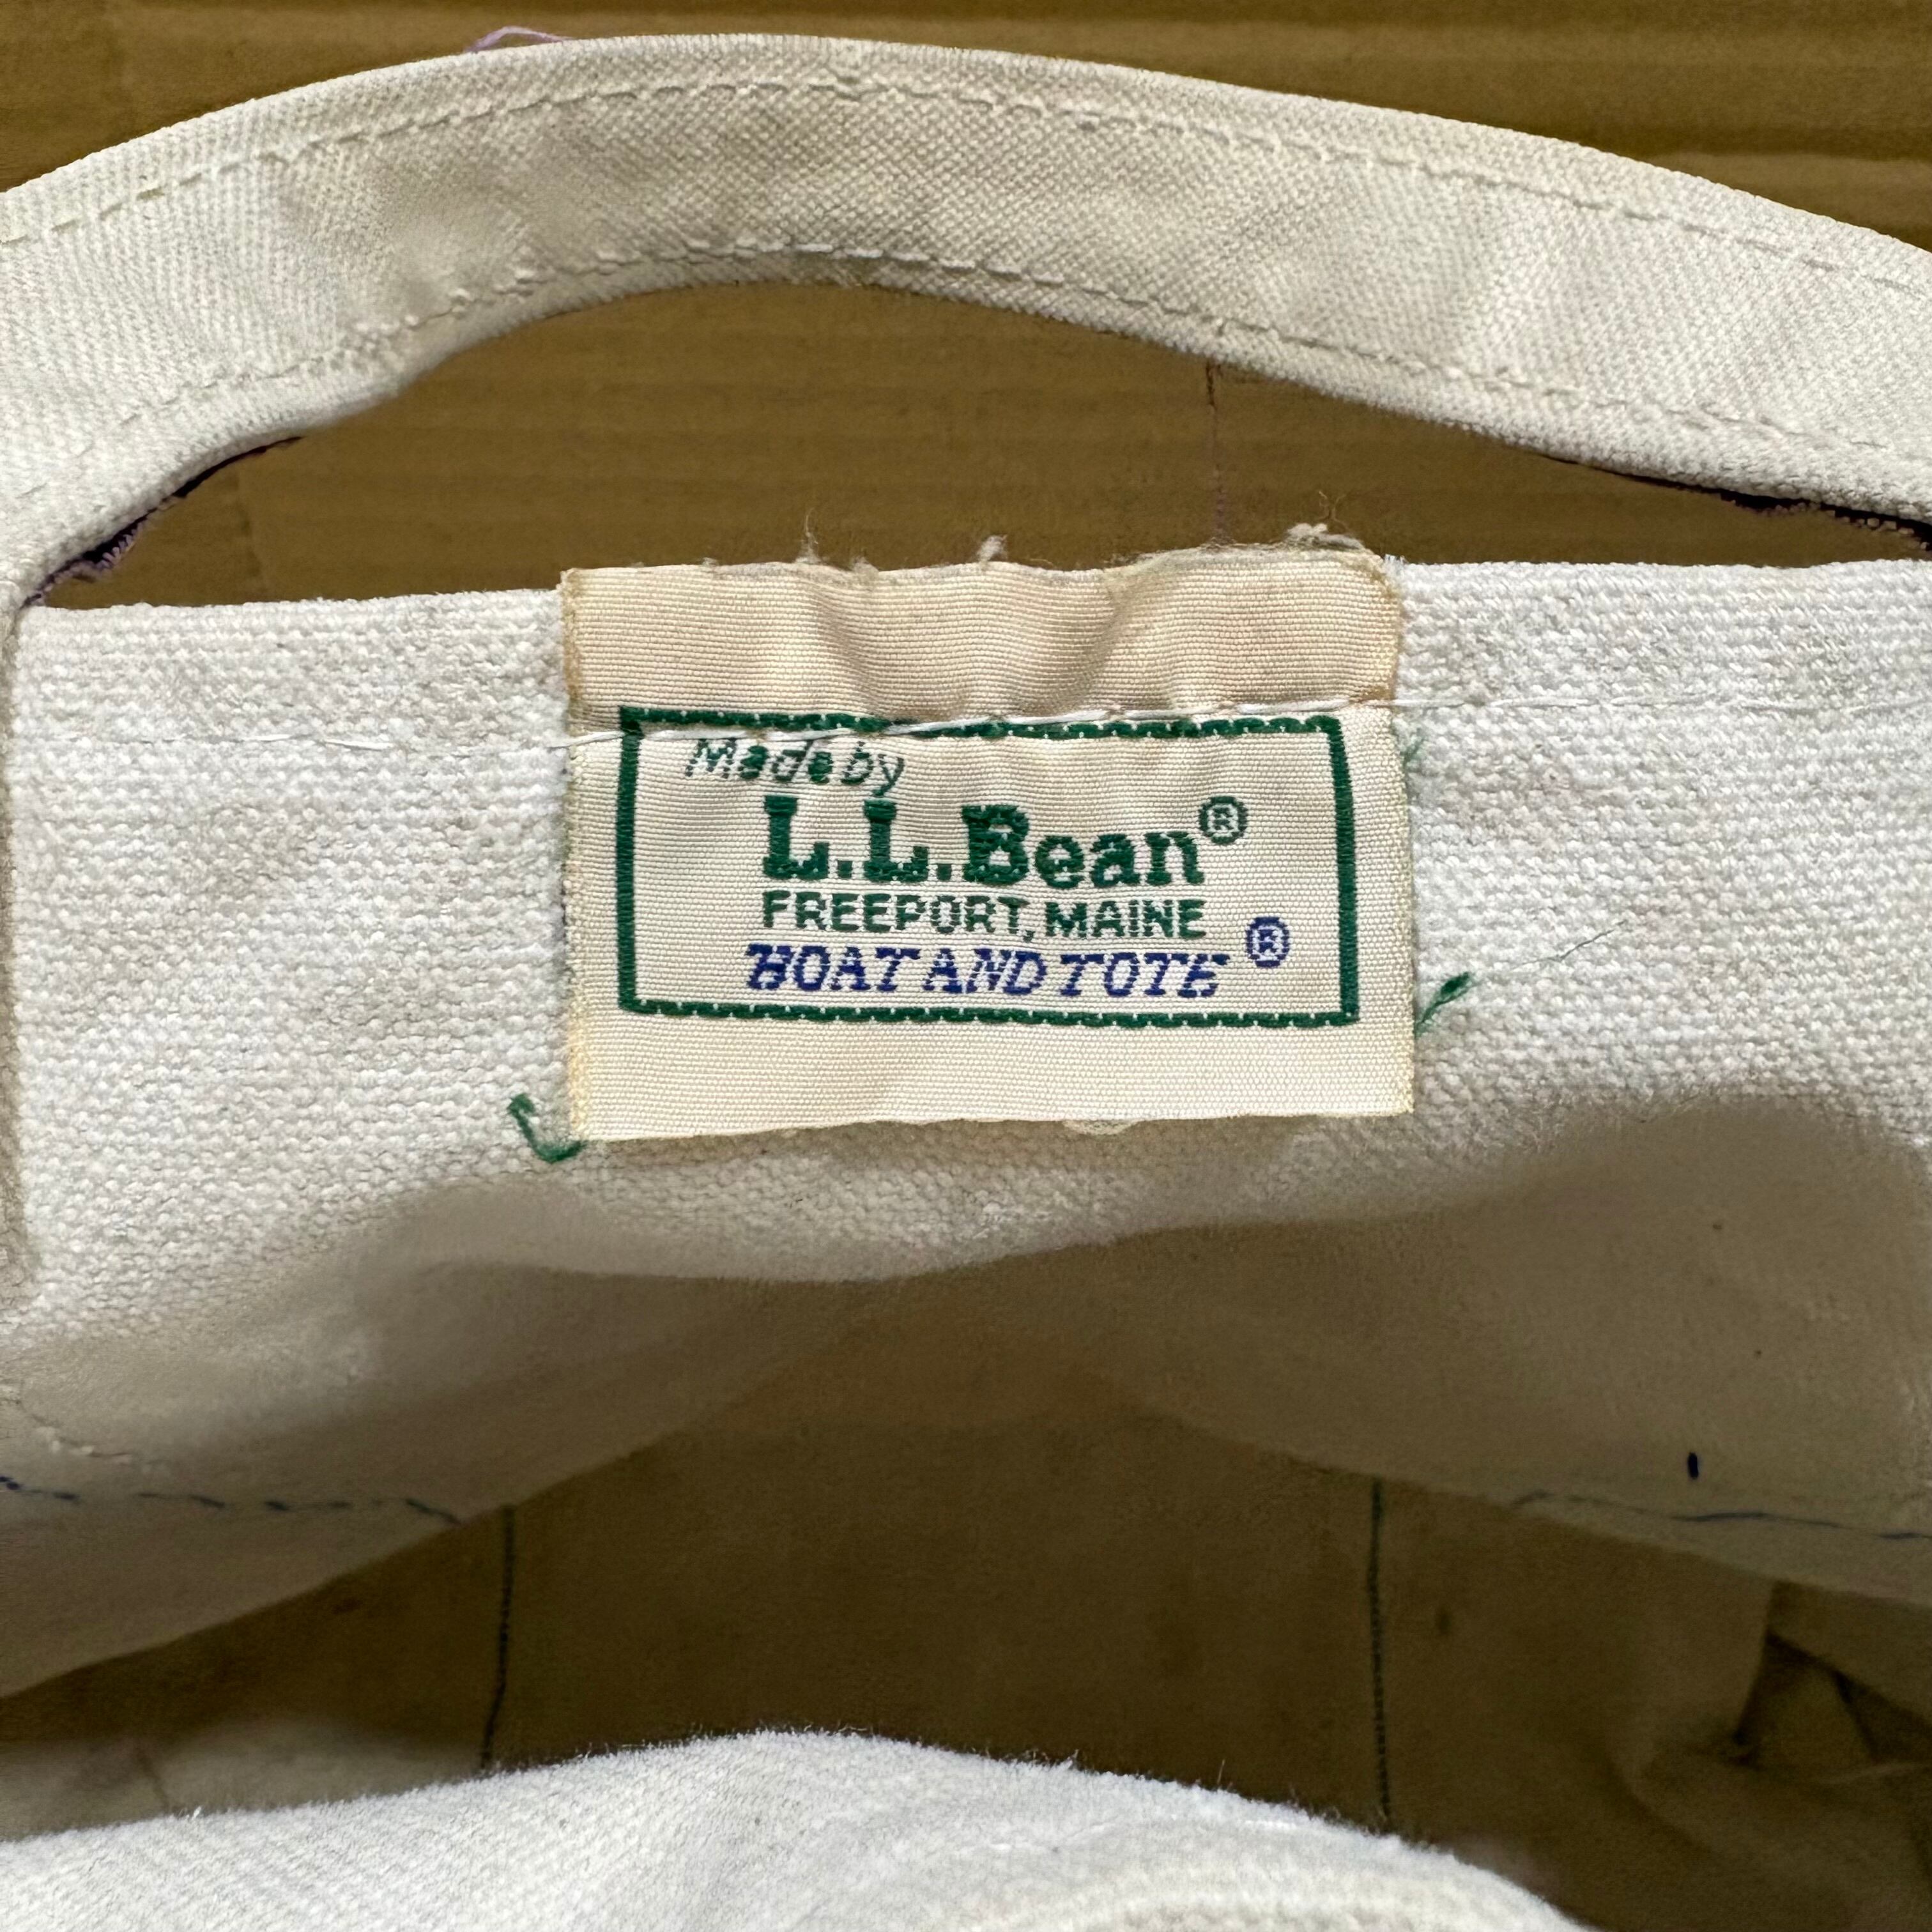 Made by
L.L.Bean®
FREEPORT, MAINE
BOAT AND TOTE ®